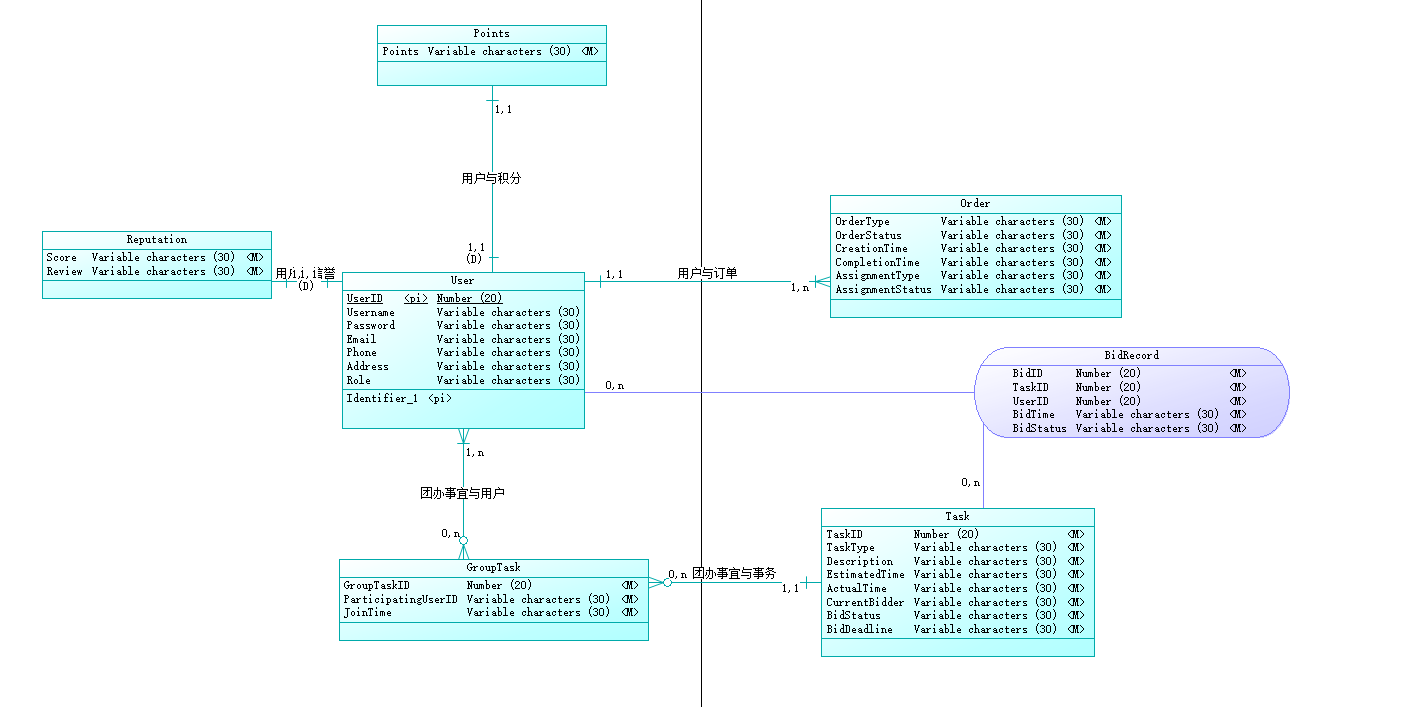 Points
Points Variable characters (30) <M>
1,1
用户与积分
1,1
(D)
Reputation
Score Variable characters (30) <M>
Review Variable characters (30) <M>
(D)
User
UserID <pi> Number (20)
Username Variable characters (30)
Password Variable characters (30)
Email Variable characters (30)
Phone Variable characters (30)
Address Variable characters (30)
Role Variable characters (30)
Identifier_1 <pi>
1,1
用户与订单
1,n
Order
OrderType Variable characters (30) <M>
OrderStatus Variable characters (30) <M>
CreationTime Variable characters (30) <M>
CompletionTime Variable characters (30) <M>
AssignmentType Variable characters (30) <M>
AssignmentStatus Variable characters (30) <M>
0,n
BidRecord
BidID Number (20) <M>
TaskID Number (20) <M>
UserID Number (20) <M>
BidTime Variable characters (30) <M>
BidStatus Variable characters (30) <M>
0,n
1,n
团办事宜与用户
0,n
GroupTask
GroupTaskID Number (20) <M>
ParticipatingUserID Variable characters (30) <M>
JoinTime Variable characters (30) <M>
0,n 团办事宜与事务
1,1
Task
TaskID Number (20) <M>
TaskType Variable characters (30) <M>
Description Variable characters (30) <M>
EstimatedTime Variable characters (30) <M>
ActualTime Variable characters (30) <M>
CurrentBidder Variable characters (30) <M>
BidStatus Variable characters (30) <M>
BidDeadline Variable characters (30) <M>